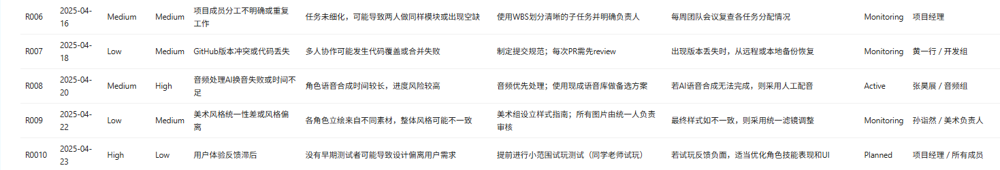 R006 2025-04-16 Medium Medium 项目成员分工不明确或重复工作 任务未细化，可能导致两人做同样模块或出现空缺 使用WBS划分清晰的子任务并明确负责人 每周团队会议复查各任务分配情况 Monitoring 项目经理
R007 2025-04-18 Low Medium GitHub版本冲突或代码丢失 多人协作可能发生代码覆盖或合并失败 制定提交规范；每次PR需先review 出现版本丢失时，从远程或本地备份恢复 Monitoring 黄一行 / 开发组
R008 2025-04-20 Medium High 音频处理AI换音失败或时间不足 角色语音合成时间较长，进度风险较高 音频优先处理；使用现成语音库做备选方案 若AI语音合成无法完成，则采用人工配音 Active 张昊展 / 音频组
R009 2025-04-22 Low Medium 美术风格统一性差或风格偏离 各角色立绘来自不同素材，整体风格可能不一致 美术组设立样式指南；所有图片由统一人负责审核 最终样式如不一致，则采用统一滤镜调整 Monitoring 孙诣然 / 美术负责人
R0010 2025-04-23 High Low 用户体验反馈滞后 没有早期测试者可能导致设计偏离用户需求 提前进行小范围试玩测试（同学老师试玩） 若试玩反馈负面，适当优化角色技能表现和UI Planned 项目经理 / 所有成员